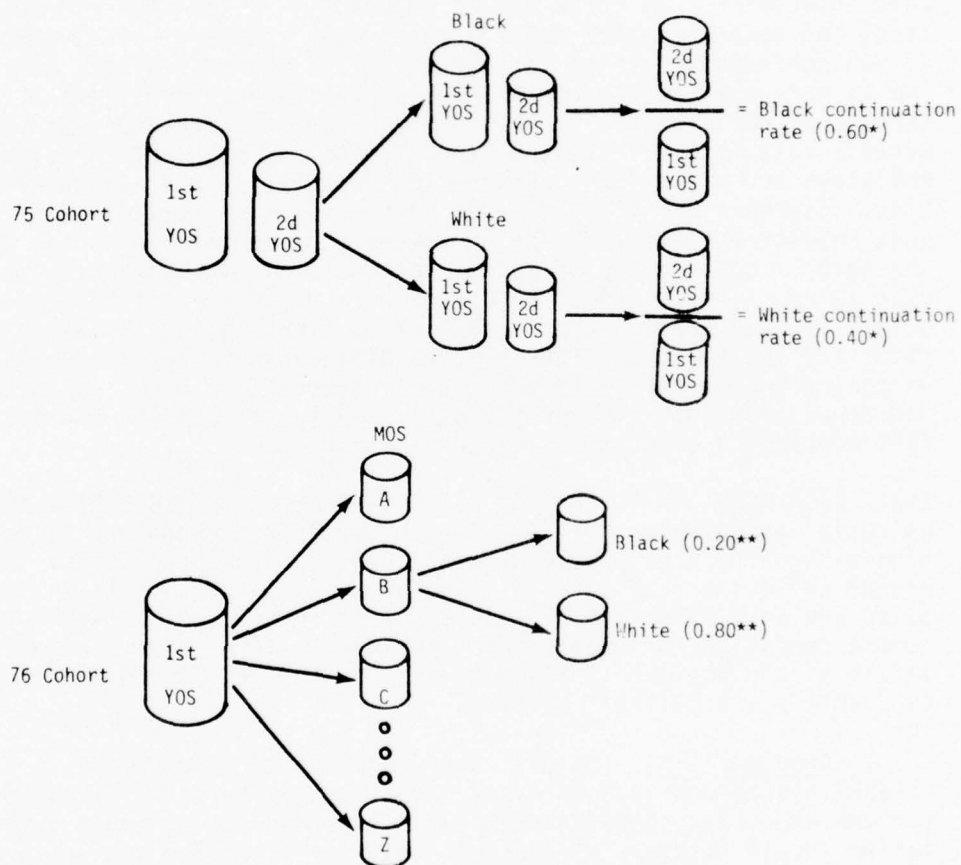 Black
1st
YOS
2d
YOS
2d
YOS
1st
YOS
= Black continuation
rate (0.60*)
75 Cohort
1st
YOS
2d
YOS
White
1st
YOS
2d
YOS
2d
YOS
1st
YOS
= White continuation
rate (0.40*)
MOS
A
B
C
Z
Black (0.20**)
White (0.80**)
76 Cohort
1st
YOS